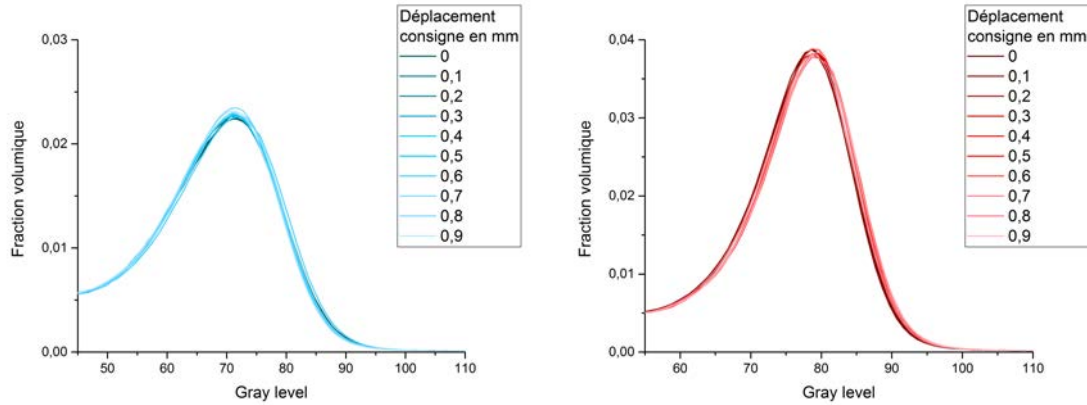 Déplacement
consigne en mm
0
0,1
0,2
0,3
0,4
0,5
0,6
0,7
0,8
0,9
0,03
0,02
0,01
0,00
Fraction volumique
50 60 70 80 90 100 110
Gray level
Déplacement
consigne en mm
0
0,1
0,2
0,3
0,4
0,5
0,6
0,7
0,8
0,9
0,04
0,03
0,02
0,01
0,00
Fraction volumique
60 70 80 90 100 110
Gray level